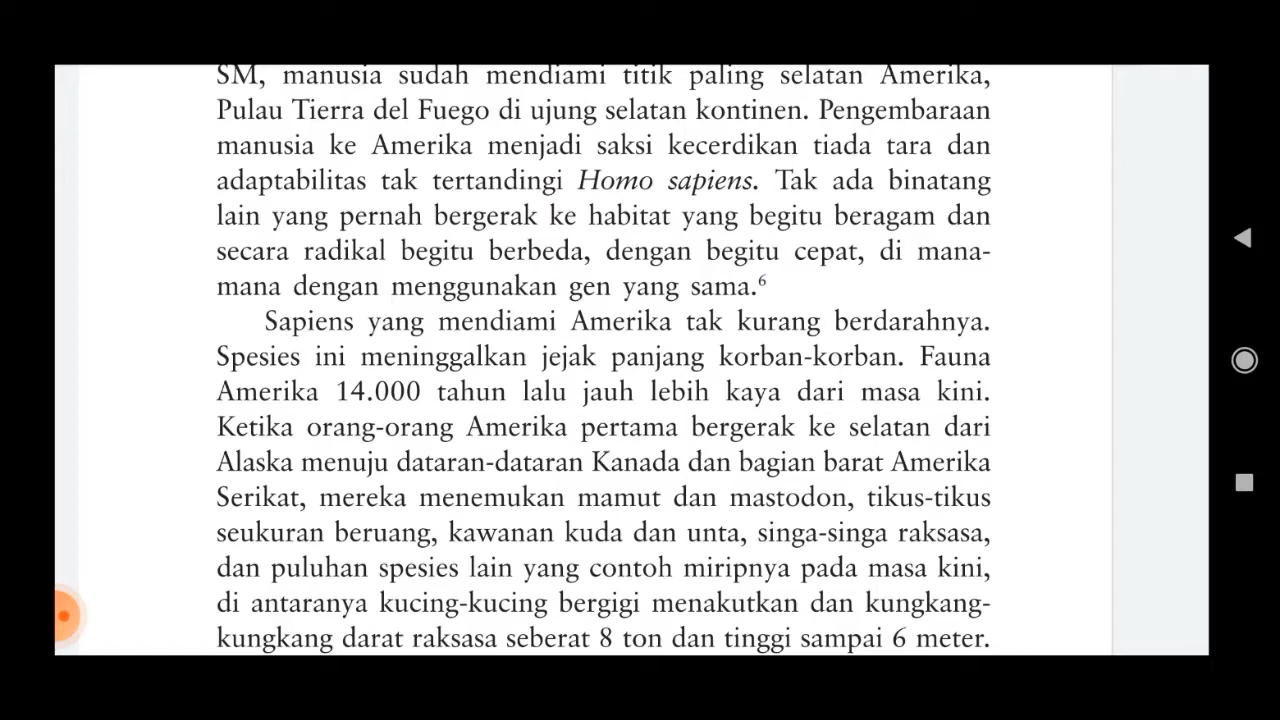 SM, manusia sudah mendiami titik paling selatan Amerika,
Pulau Tierra del Fuego di ujung selatan kontinen. Pengembaraan
manusia ke Amerika menjadi saksi kecerdikan tiada tara dan
adaptabilitas tak tertandingi Homo sapiens. Tak ada binatang
lain yang pernah bergerak ke habitat yang begitu beragam dan
secara radikal begitu berbeda, dengan begitu cepat, di mana-
mana dengan menggunakan gen yang sama.⁶
Sapiens yang mendiami Amerika tak kurang berdarahnya.
Spesies ini meninggalkan jejak panjang korban-korban. Fauna
Amerika 14.000 tahun lalu jauh lebih kaya dari masa kini.
Ketika orang-orang Amerika pertama bergerak ke selatan dari
Alaska menuju dataran-dataran Kanada dan bagian barat Amerika
Serikat, mereka menemukan mamut dan mastodon, tikus-tikus
seukuran beruang, kawanan kuda dan unta, singa-singa raksasa,
dan puluhan spesies lain yang contoh miripnya pada masa kini,
di antaranya kucing-kucing bergigi menakutkan dan kungkang-
kungkang darat raksasa seberat 8 ton dan tinggi sampai 6 meter.